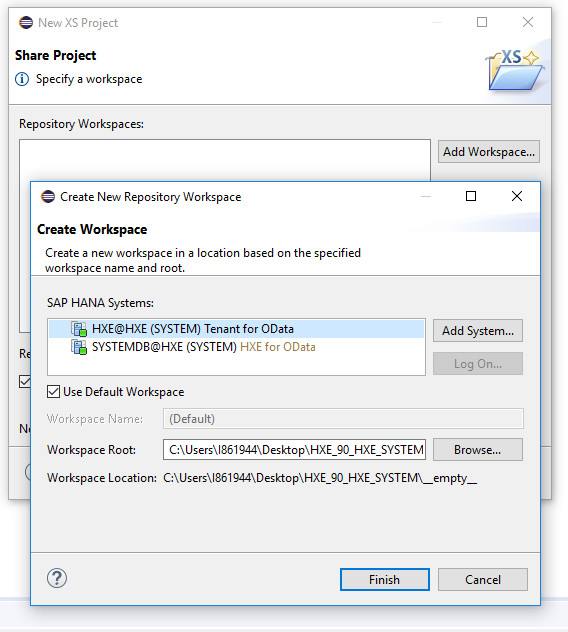 New XS Project
Share Project
Specify a workspace
XS
Repository Workspaces:
Add Workspace...
Create New Repository Workspace
Create Workspace
Create a new workspace in a location based on the specified
workspace name and root.
SAP HANA Systems:
HXE@HXE (SYSTEM) Tenant for OData
SYSTEMDB@HXE (SYSTEM) HXE for OData
Add System...
Log On...
Re
Use Default Workspace
Workspace Name: (Default)
Ne
Workspace Root: C:\Users\I861944\Desktop\HXE_90_HXE_SYSTEM Browse...
Workspace Location: C:\Users\I861944\Desktop\HXE_90_HXE_SYSTEM\__empty__
?
Finish
Cancel